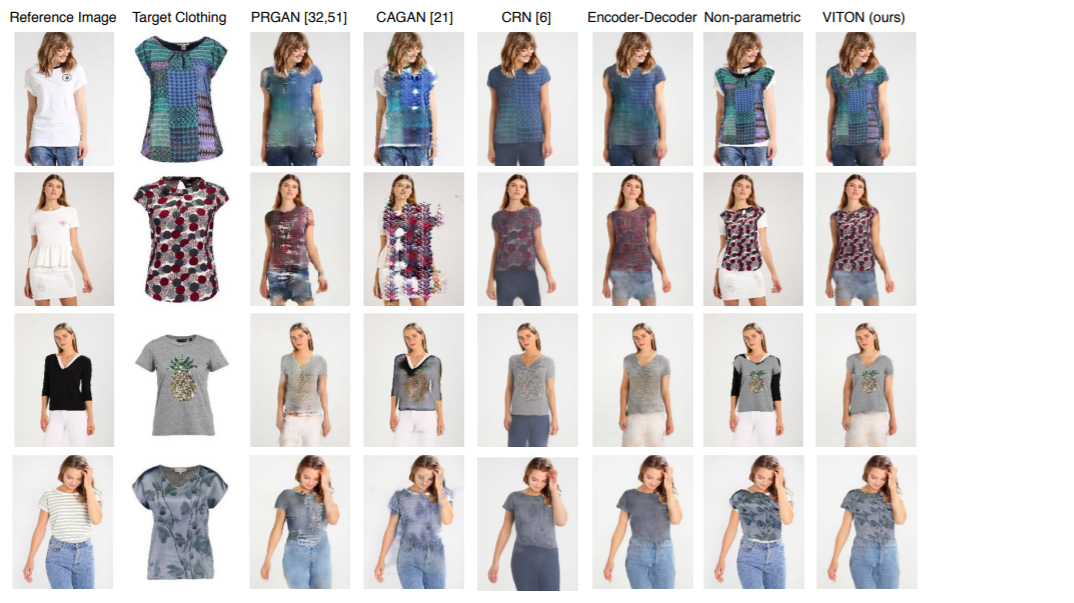 Reference Image Target Clothing PRGAN [32,51] CAGAN [21] CRN [6] Encoder-Decoder Non-parametric VITON (ours)